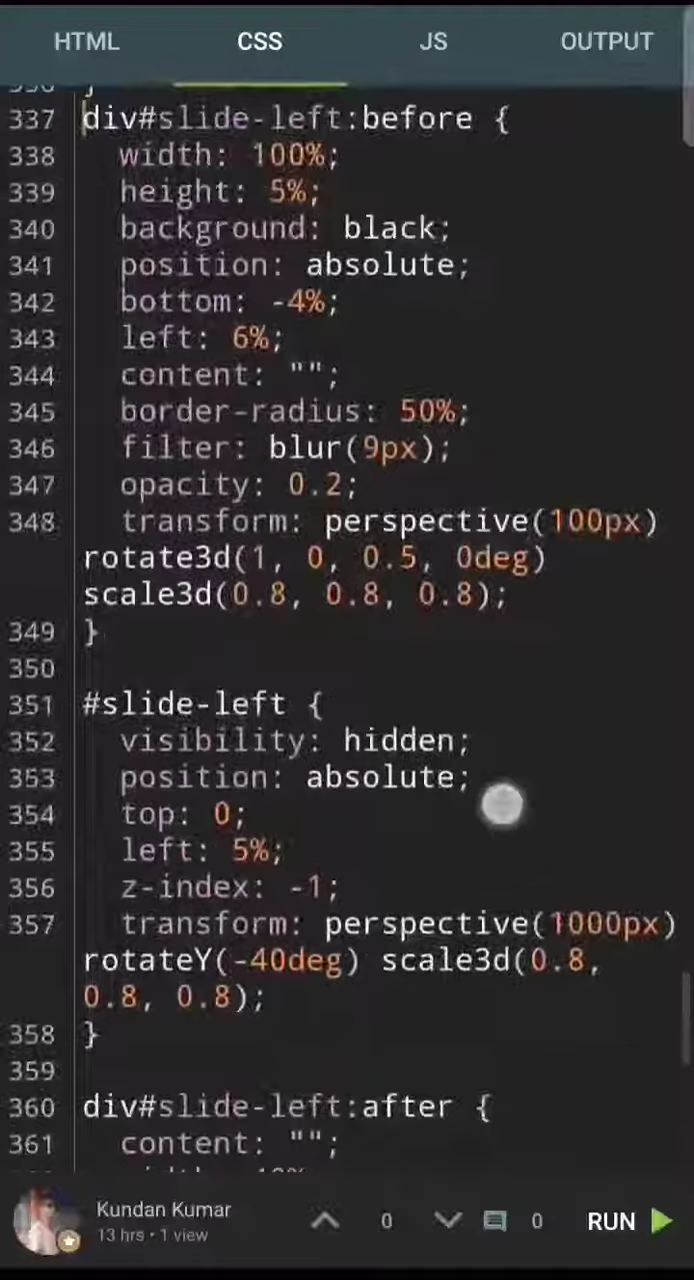 HTML CSS JS OUTPUT
336 }
337 div#slide-left:before {
338 width: 100%;
339 height: 5%;
340 background: black;
341 position: absolute;
342 bottom: -4%;
343 left: 6%;
344 content: "";
345 border-radius: 50%;
346 filter: blur(9px);
347 opacity: 0.2;
348 transform: perspective(100px)
rotate3d(1, 0, 0.5, 0deg)
scale3d(0.8, 0.8, 0.8);
349 }
350
351 #slide-left {
352 visibility: hidden;
353 position: absolute;
354 top: 0;
355 left: 5%;
356 z-index: -1;
357 transform: perspective(1000px)
rotateY(-40deg) scale3d(0.8,
0.8, 0.8);
358 }
359
360 div#slide-left:after {
361 content: "";
Kundan Kumar
13 hrs • 1 view
0 0 RUN